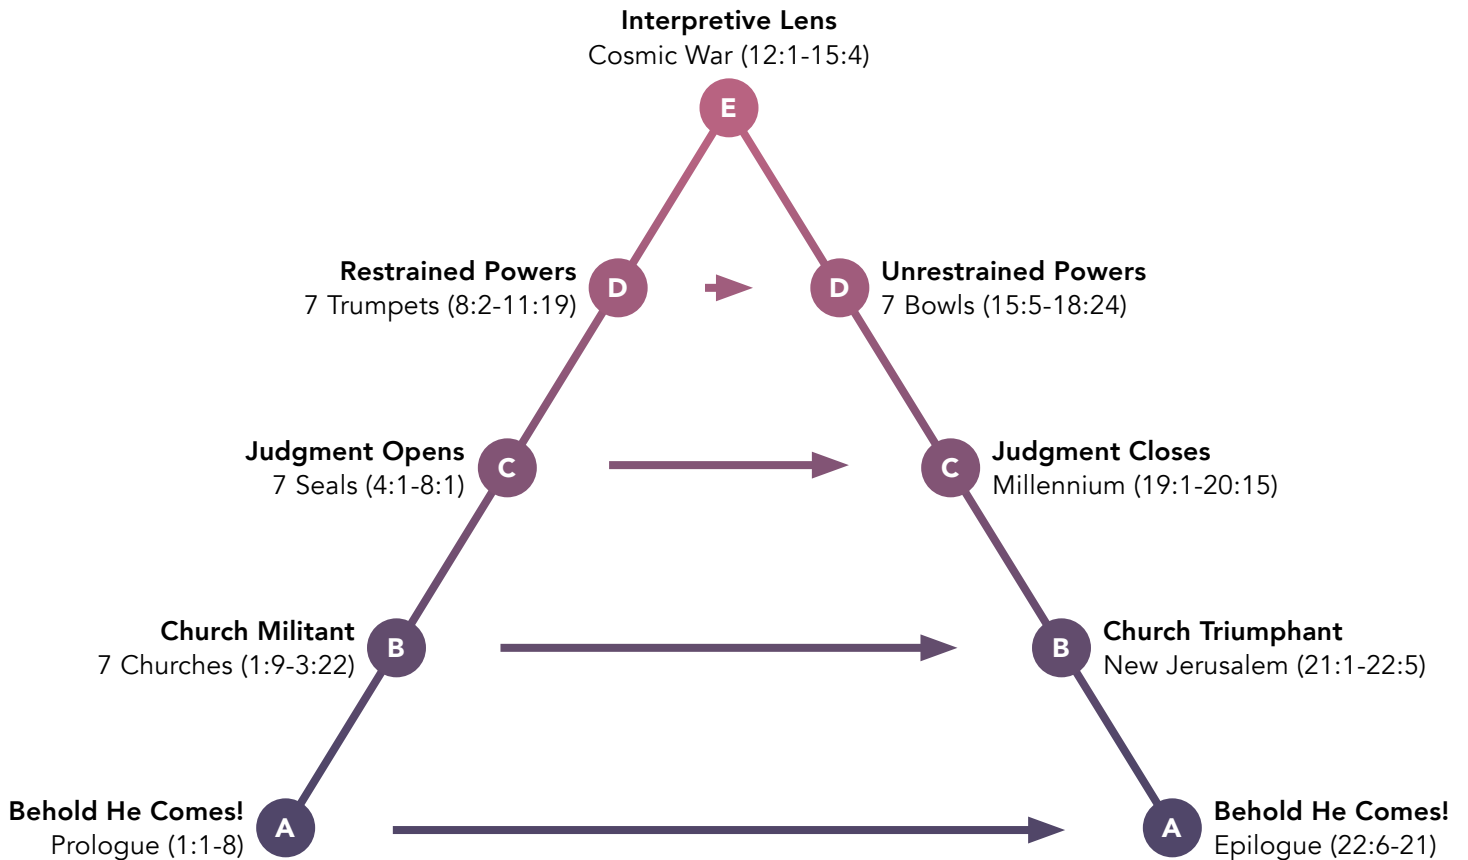 Interpretive Lens
Cosmic War (12:1-15:4)
E
Restrained Powers
7 Trumpets (8:2-11:19)
D
D
Unrestrained Powers
7 Bowls (15:5-18:24)
Judgment Opens
7 Seals (4:1-8:1)
C
C
Judgment Closes
Millennium (19:1-20:15)
Church Militant
7 Churches (1:9-3:22)
B
B
Church Triumphant
New Jerusalem (21:1-22:5)
Behold He Comes!
Prologue (1:1-8)
A
A
Behold He Comes!
Epilogue (22:6-21)